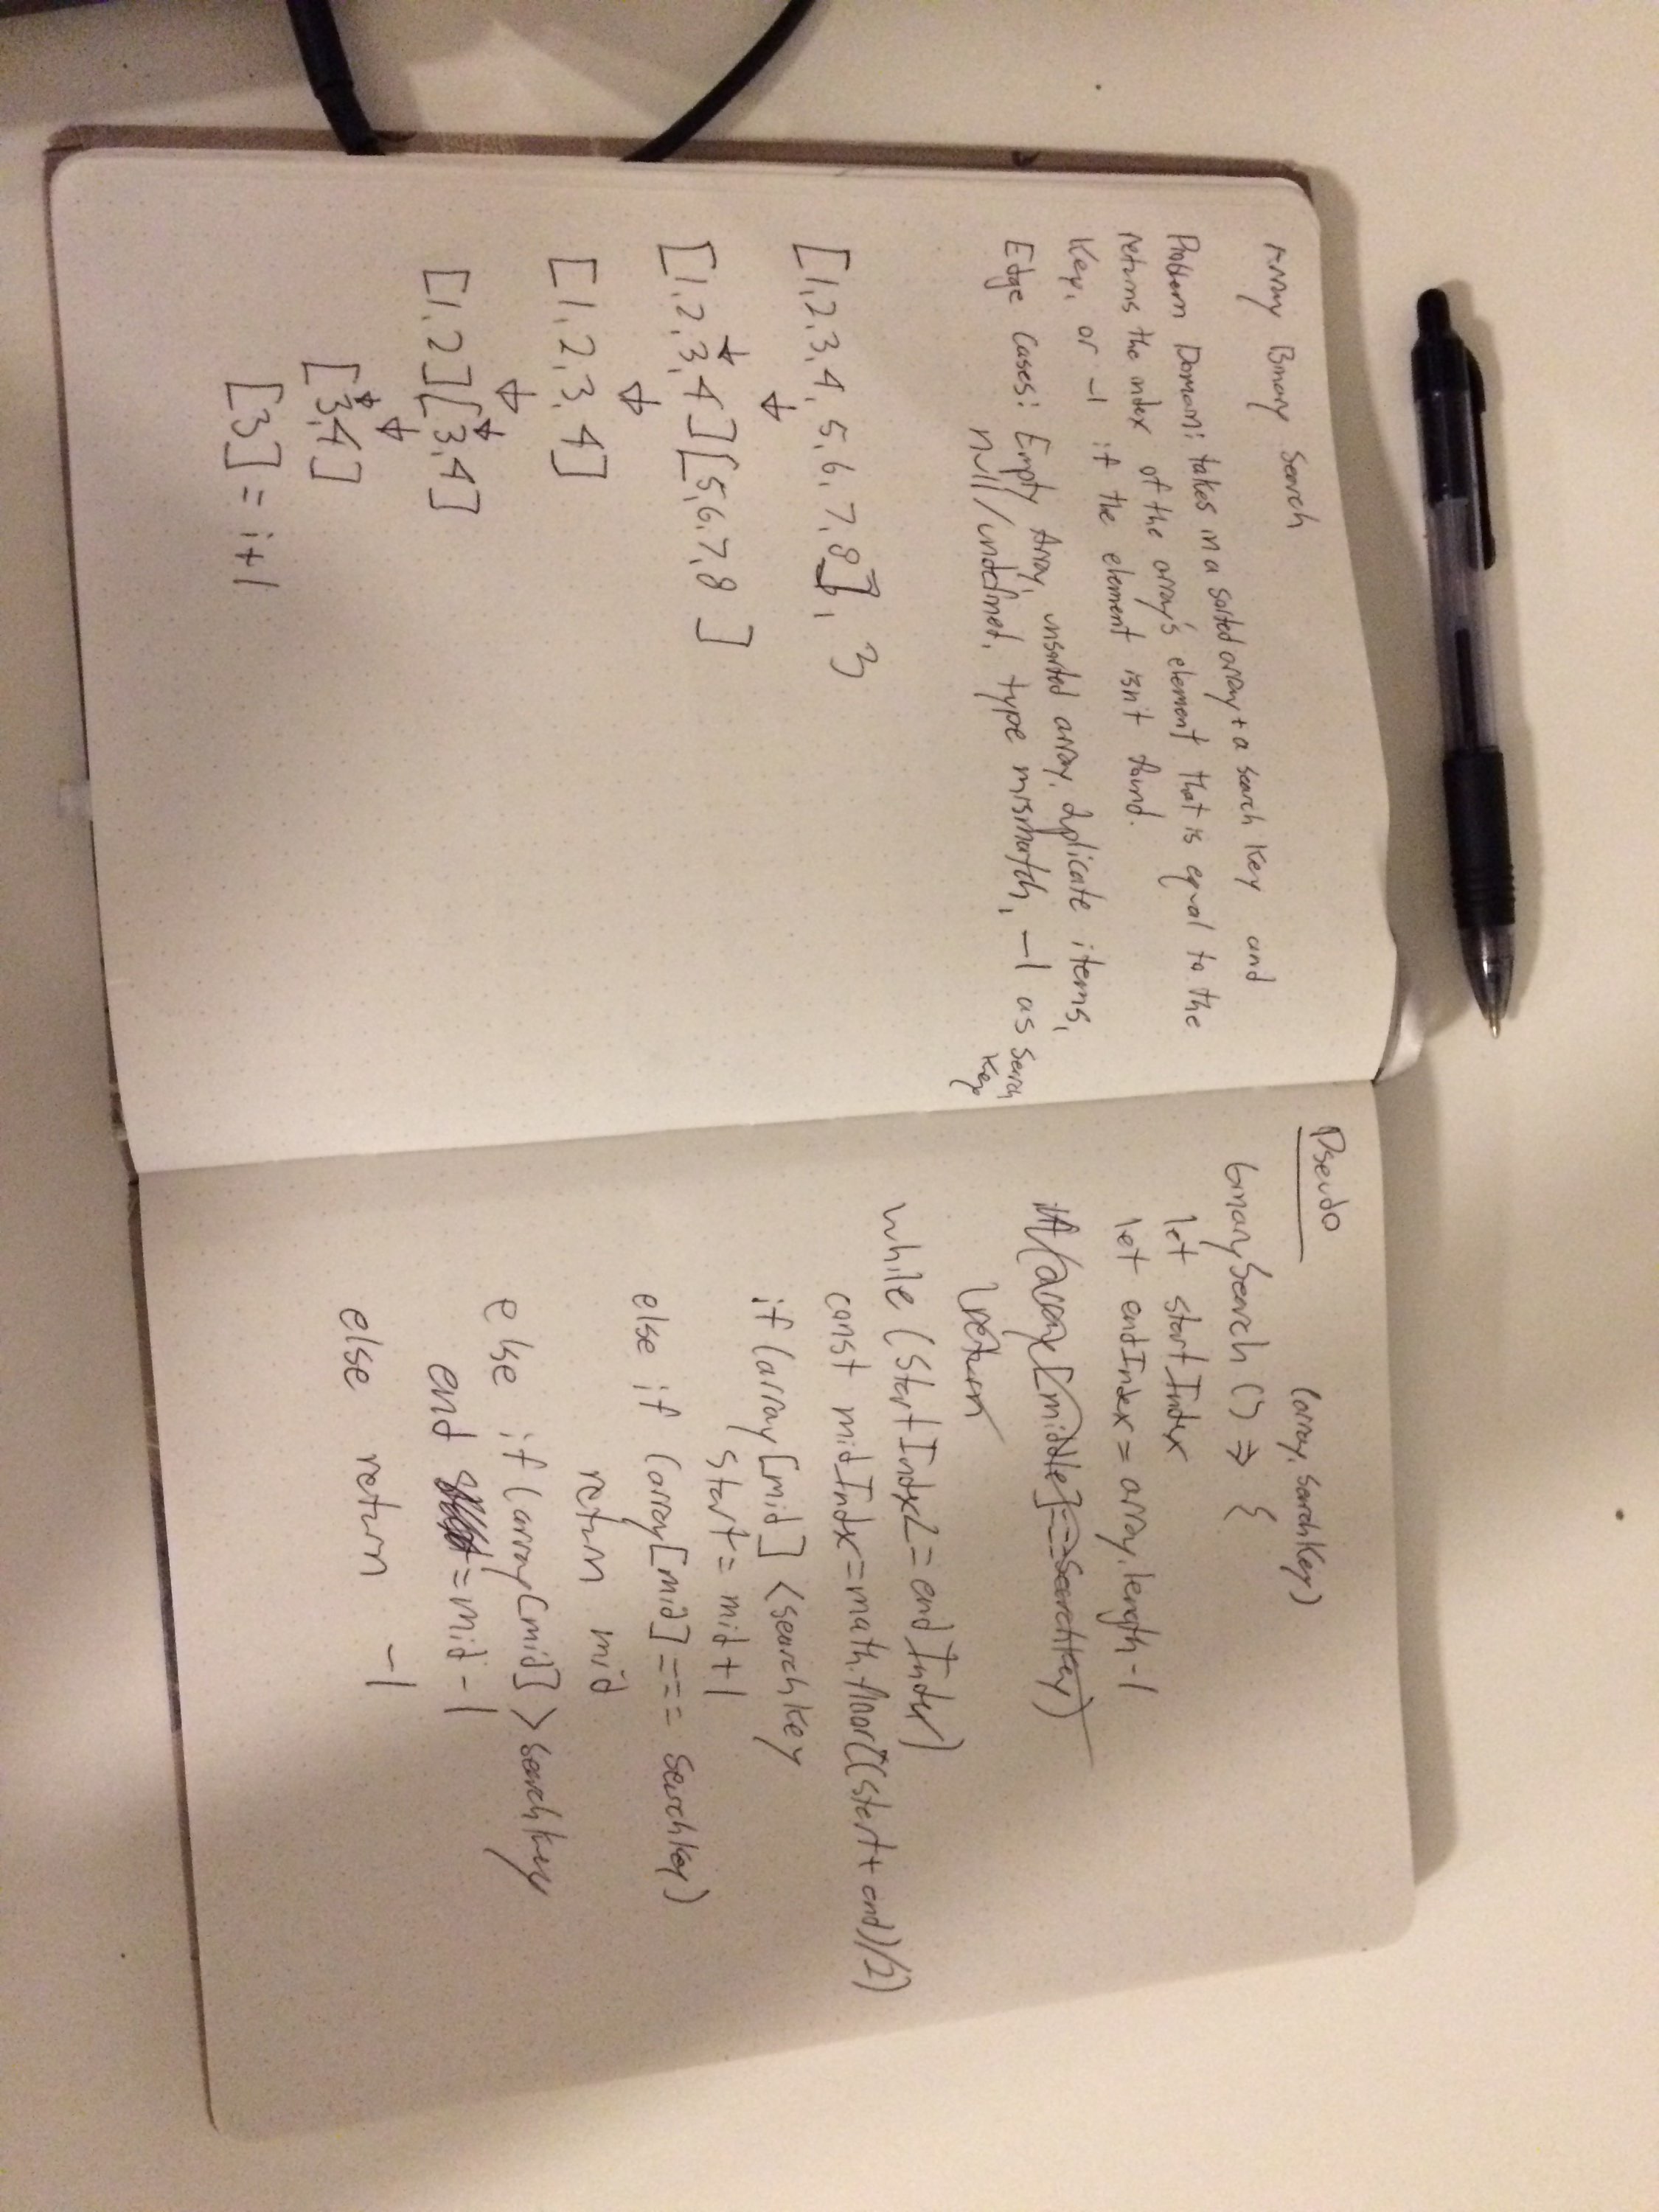 Array Binary Search
Problem Domain: takes in a sorted array + a search key and
returns the index of the array's element that is equal to the
key, or -1 if the element isn't found.
Edge Cases: Empty Array, unsorted array, duplicate items,
null/undefined, type mismatch, -1 as search
key
[1,2,3,4,5,6,7,8], 3
[1,2,3,4][5,6,7,8]
[1,2,3,4]
[1,2][3,4]
[3,4]
[3] = i+1
Pseudo
(array, searchKey)
binarySearch () => {
let startIndex
let endIndex = array.length-1
if(array[middle]==searchKey)
return
while (startIndex<=endIndex)
const midIndx=math.floor((start+end)/2)
if (array[mid] <searchkey
start= mid+1
else if (array[mid] === searchKey)
return mid
else if(array[mid] >searchkey
end =mid-1
else return -1